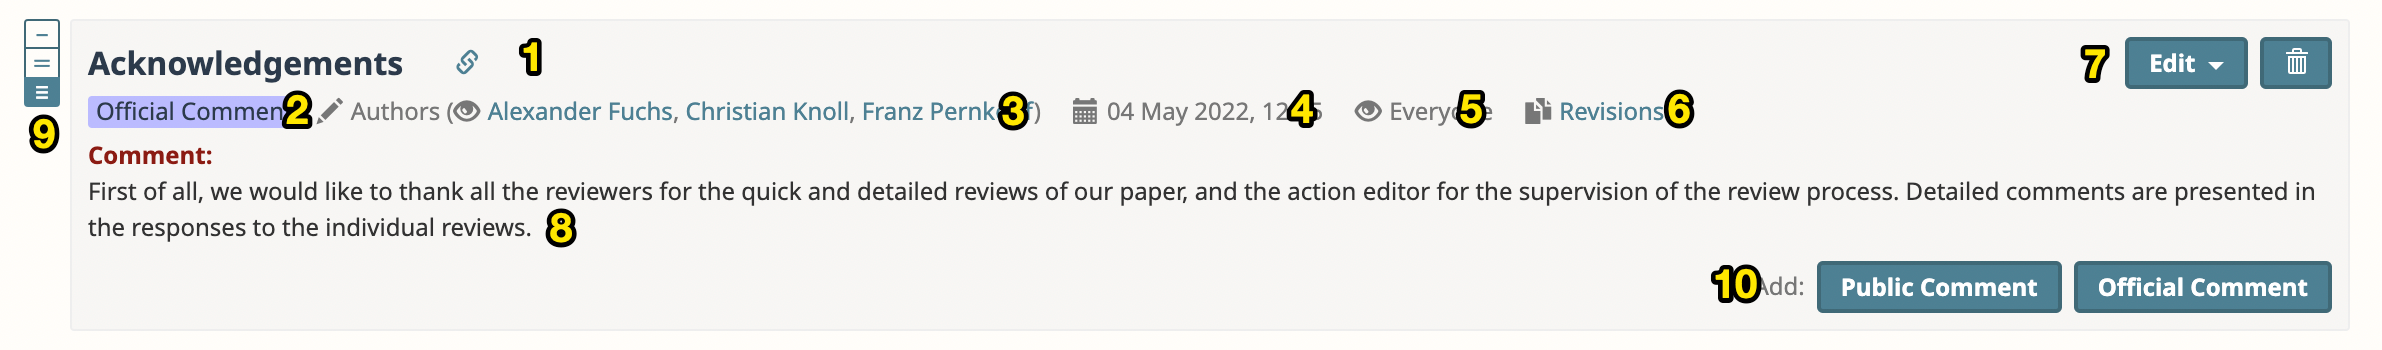 Acknowledgements 1
7 Edit
Official Commen 2 Authors (Alexander Fuchs, Christian Knoll, Franz Pernk 3 f) 04 May 2022, 12 4 5 Everyo 5 e Revisions 6
9
Comment:
First of all, we would like to thank all the reviewers for the quick and detailed reviews of our paper, and the action editor for the supervision of the review process. Detailed comments are presented in
the responses to the individual reviews. 8
10 Add: Public Comment Official Comment